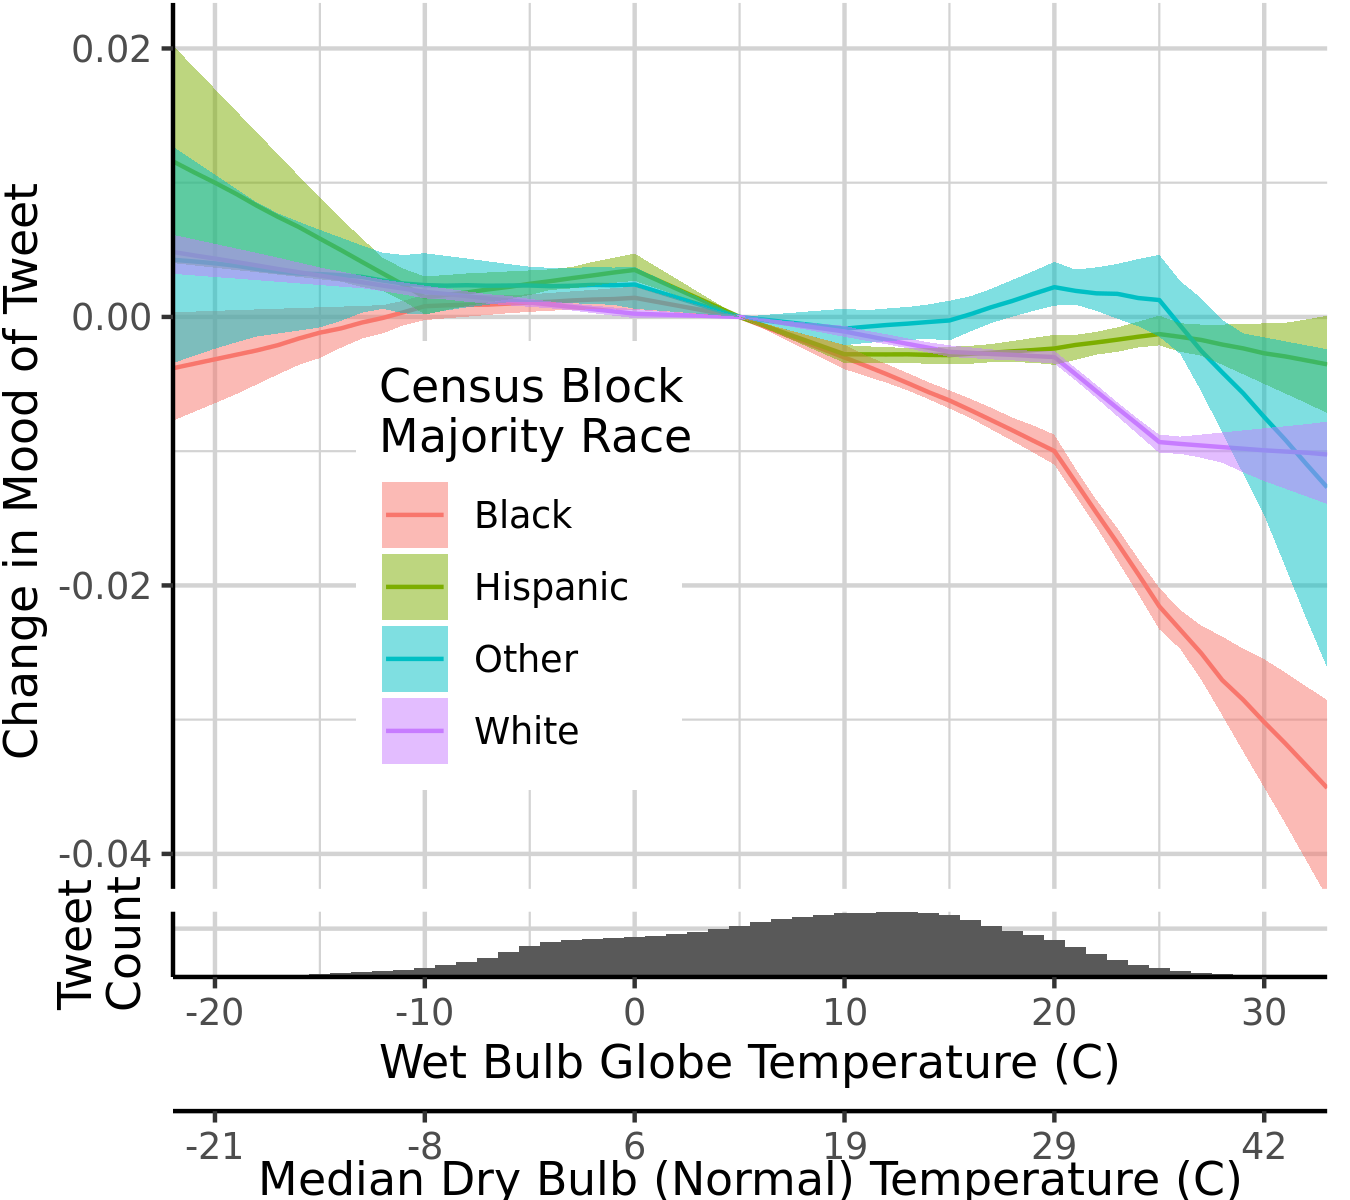 Change in Mood of Tweet
0.02
0.00
-0.02
-0.04
Census Block
Majority Race
Black
Hispanic
Other
White
Tweet
Count
-20 -10 0 10 20 30
Wet Bulb Globe Temperature (C)
-21 -8 6 19 29 42
Median Dry Bulb (Normal) Temperature (C)